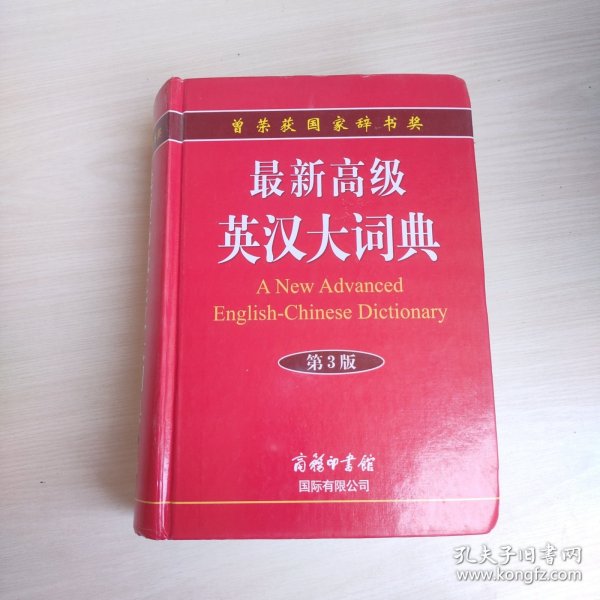 曾荣获国家辞书奖
最新高级
英汉大词典
A New Advanced
English-Chinese Dictionary
第3版
商务印书馆
国际有限公司
孔夫子旧书网
www.kongfz.com